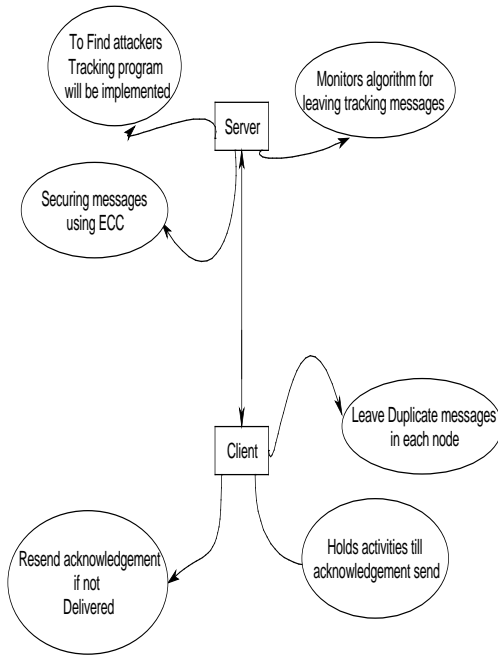 To Find attackers
Tracking program
will be implemented
Monitors algorithm for
leaving tracking messages
Server
Securing messages
using ECC
Leave Duplicate messages
in each node
Client
Resend acknowledgement
if not
Delivered
Holds activities till
acknowledgement send